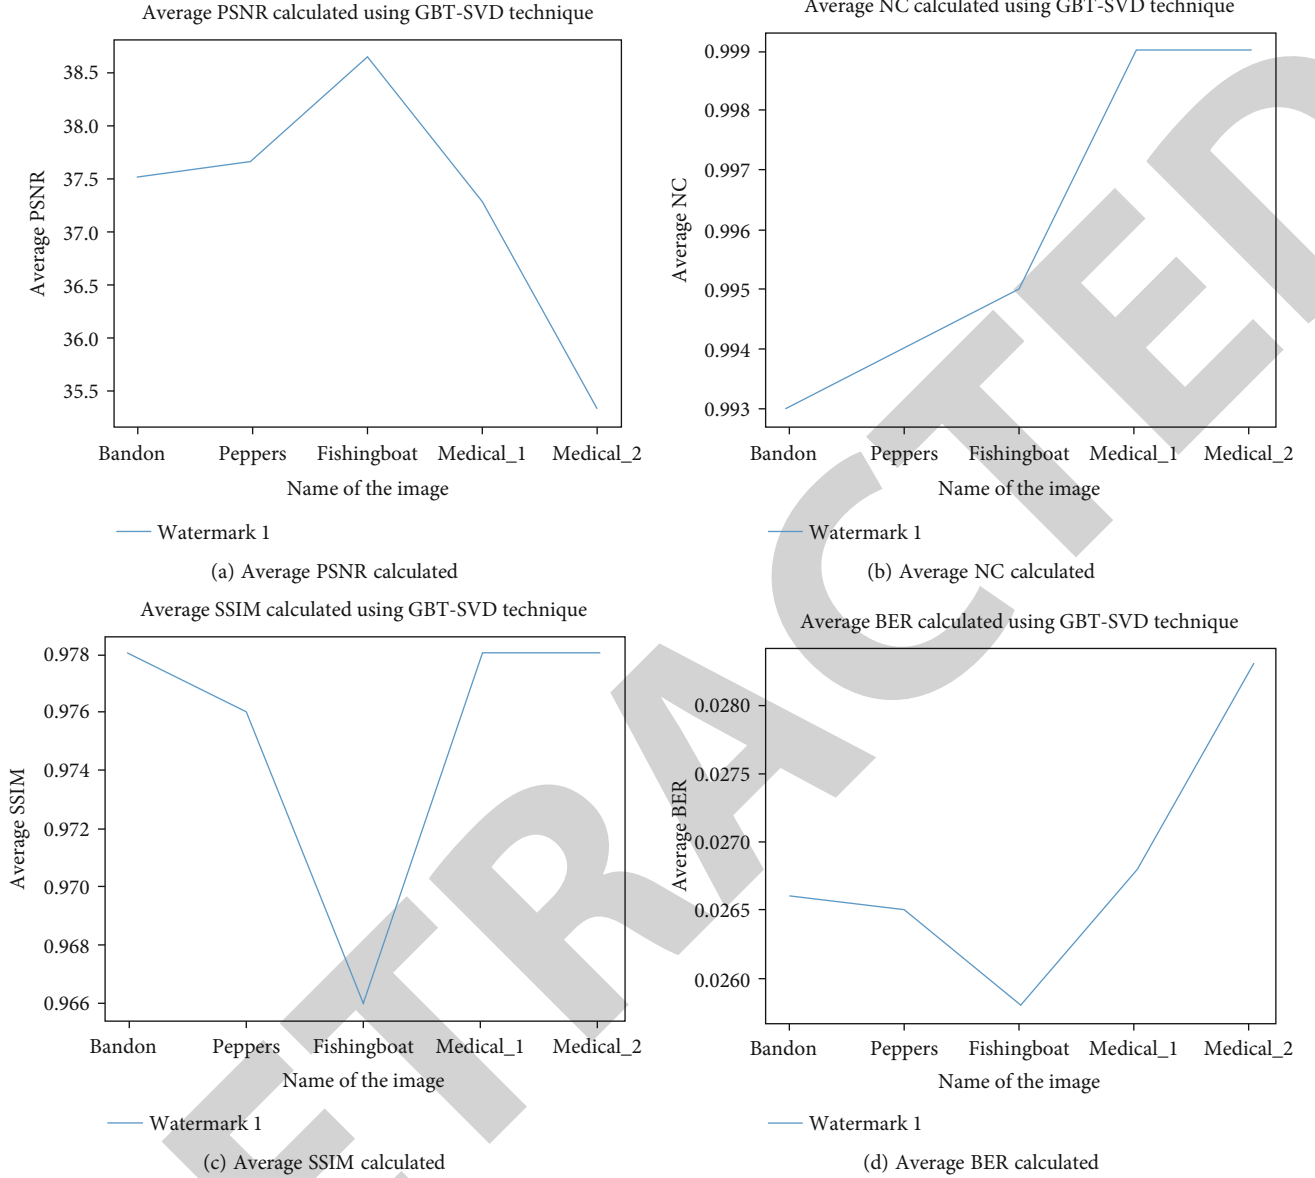 Average PSNR calculated using GBT-SVD technique
38.5
38.0
37.5
37.0
36.5
36.0
35.5
Average PSNR
Bandon Peppers Fishingboat Medical_1 Medical_2
Name of the image
Watermark 1
(a) Average PSNR calculated
Average NC calculated using GBT-SVD technique
0.999
0.998
0.997
0.996
0.995
0.994
0.993
Average NC
Bandon Peppers Fishingboat Medical_1 Medical_2
Name of the image
Watermark 1
(b) Average NC calculated
Average SSIM calculated using GBT-SVD technique
0.978
0.976
0.974
0.972
0.970
0.968
0.966
Average SSIM
Bandon Peppers Fishingboat Medical_1 Medical_2
Name of the image
Watermark 1
(c) Average SSIM calculated
Average BER calculated using GBT-SVD technique
0.0280
0.0275
0.0270
0.0265
0.0260
Average BER
Bandon Peppers Fishingboat Medical_1 Medical_2
Name of the image
Watermark 1
(d) Average BER calculated
ETRACTED